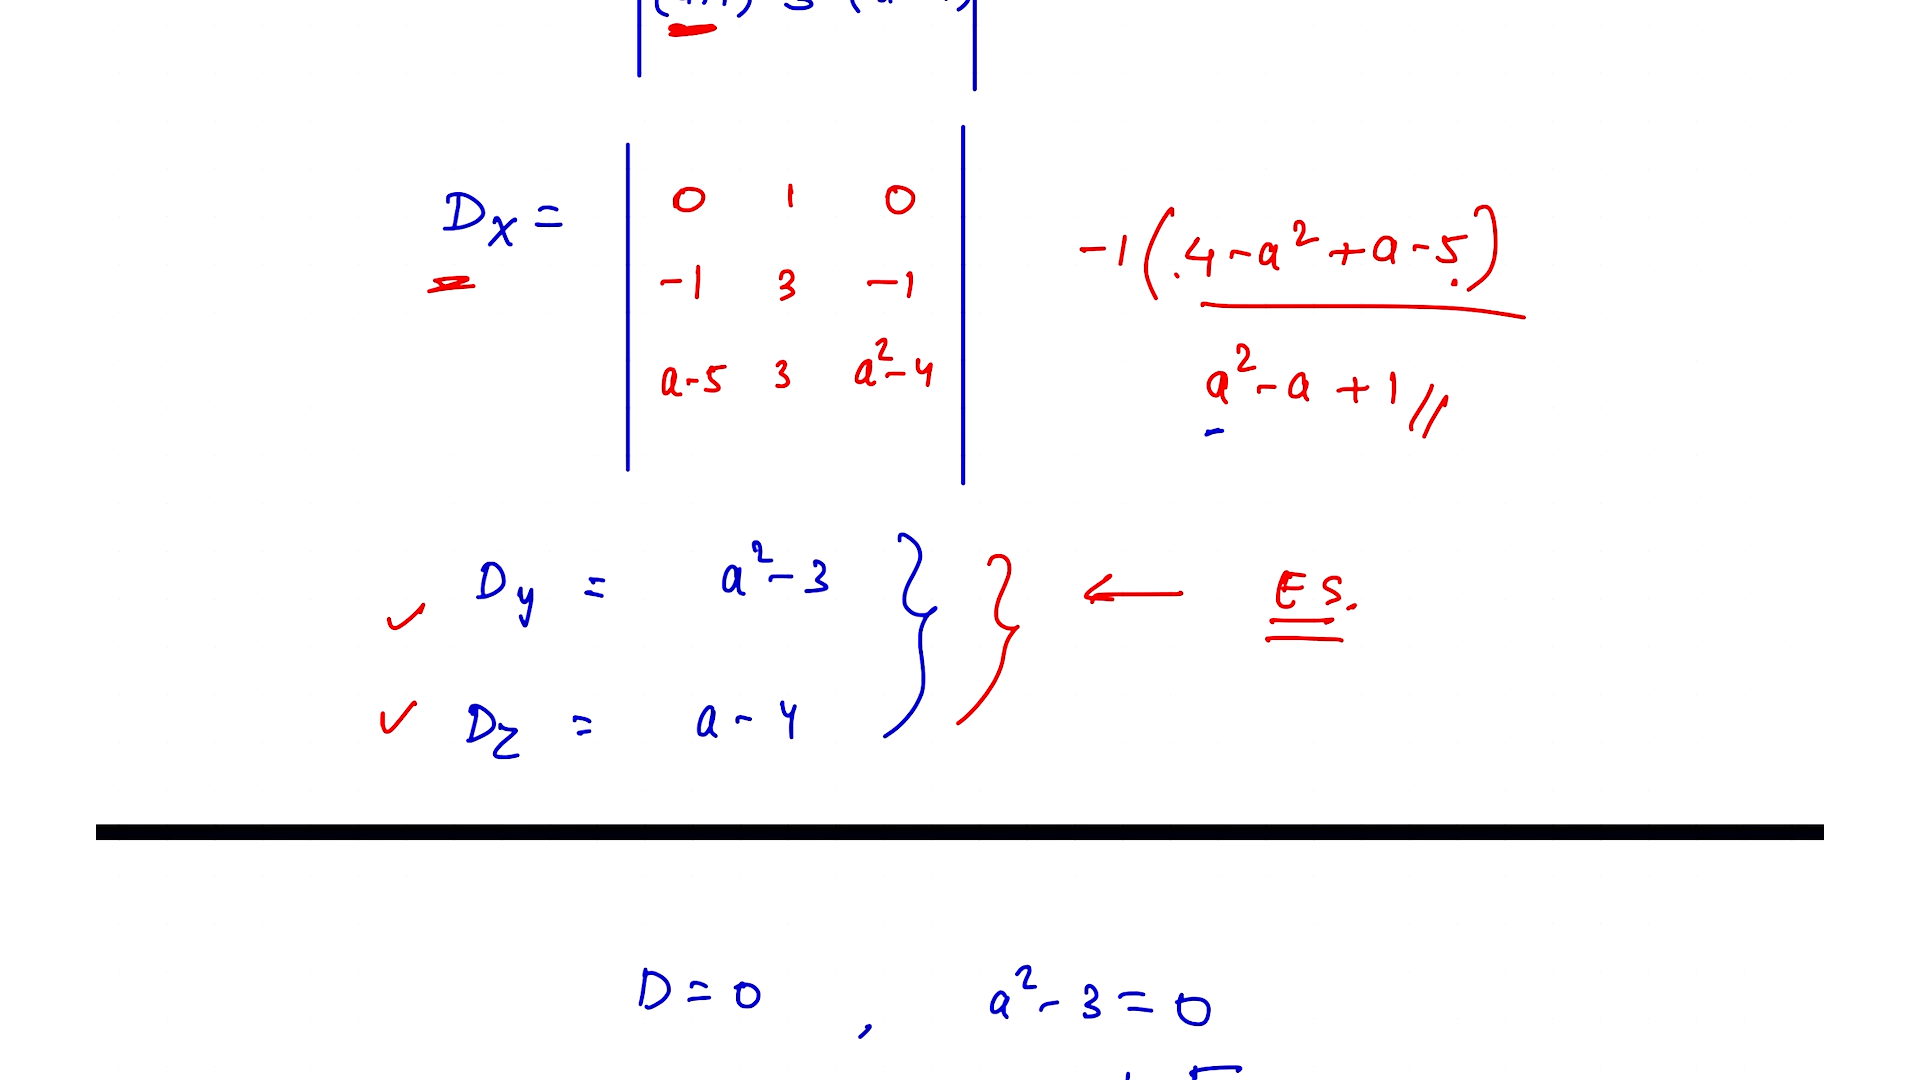 Dx = | 0 1 0 |
| -1 3 -1 |
| a-5 3 a²-4 |
-1(4-a²+a-5)
a²-a+1//
Dy = a²-3
← ES.
Dz = a-4
D=0 , a²-3=0